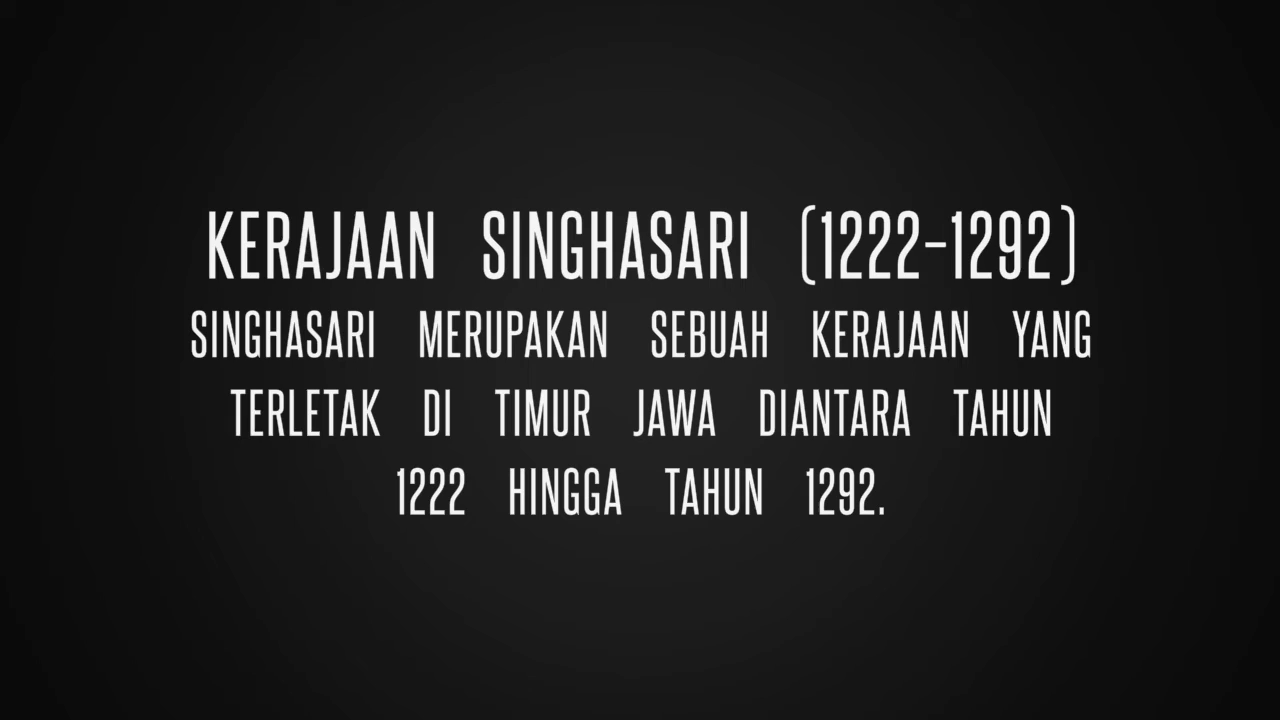 KERAJAAN SINGHASARI (1222-1292)
SINGHASARI MERUPAKAN SEBUAH KERAJAAN YANG
TERLETAK DI TIMUR JAWA DIANTARA TAHUN
1222 HINGGA TAHUN 1292.